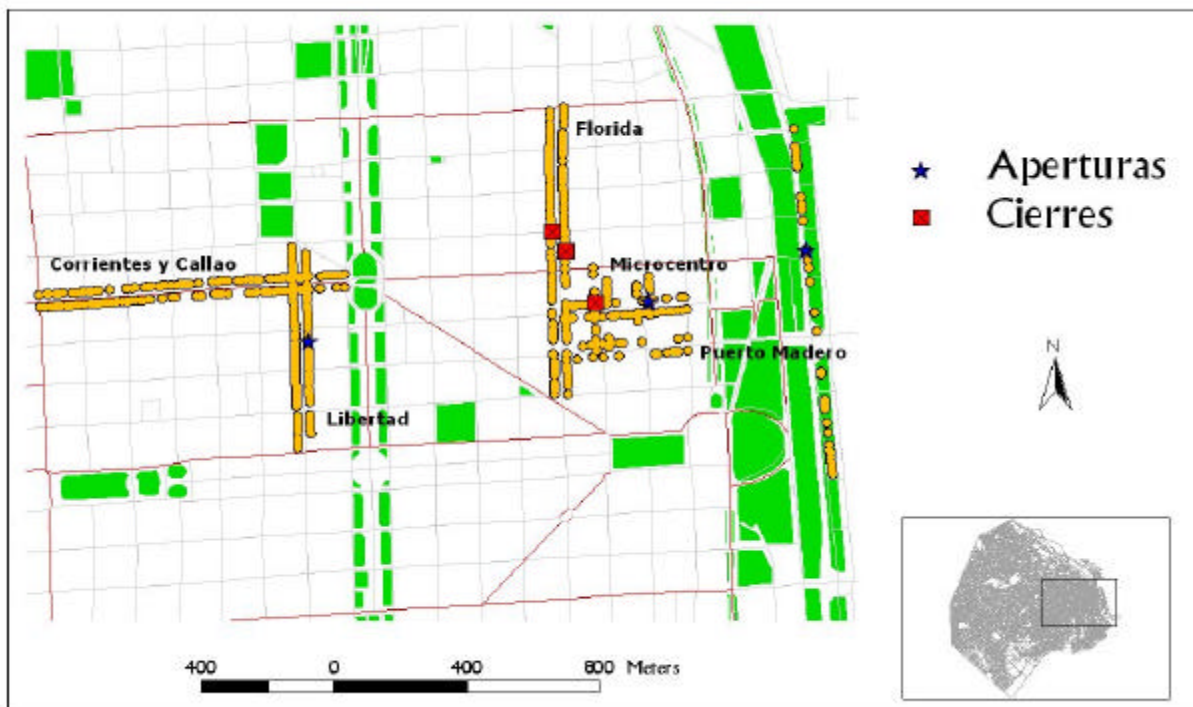 Florida
Aperturas
Cierres
Corrientes y Callao
Microcentro
Puerto Madero
Libertad
N
400 0 400 800 Meters